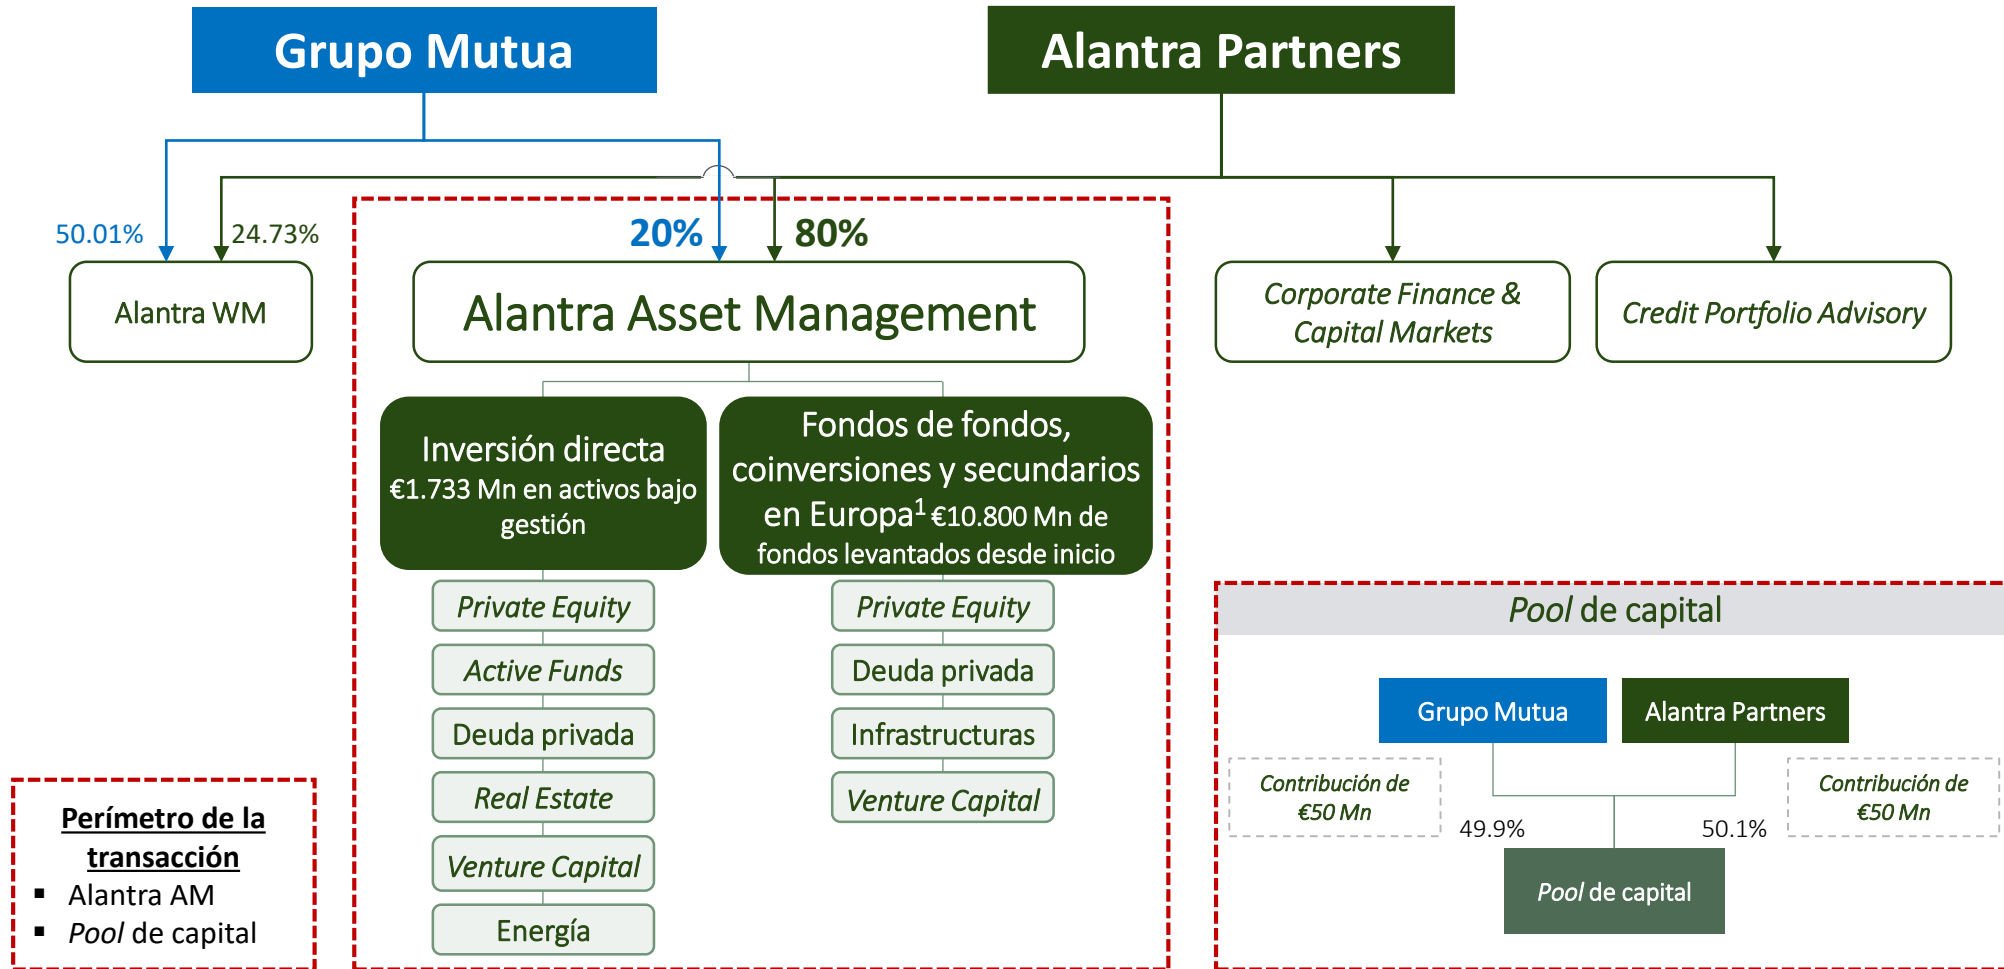 Grupo Mutua
Alantra Partners
50.01%
24.73%
20%
80%
Alantra WM
Alantra Asset Management
Corporate Finance &
Capital Markets
Credit Portfolio Advisory
Inversión directa
€1.733 Mn en activos bajo
gestión
Fondos de fondos,
coinversiones y secundarios
en Europa¹ €10.800 Mn de
fondos levantados desde inicio
Private Equity
Active Funds
Deuda privada
Real Estate
Venture Capital
Energía
Private Equity
Deuda privada
Infrastructuras
Venture Capital
Perímetro de la
transacción
▪ Alantra AM
▪ Pool de capital
Pool de capital
Grupo Mutua
Alantra Partners
Contribución de
€50 Mn
Contribución de
€50 Mn
49.9%
50.1%
Pool de capital